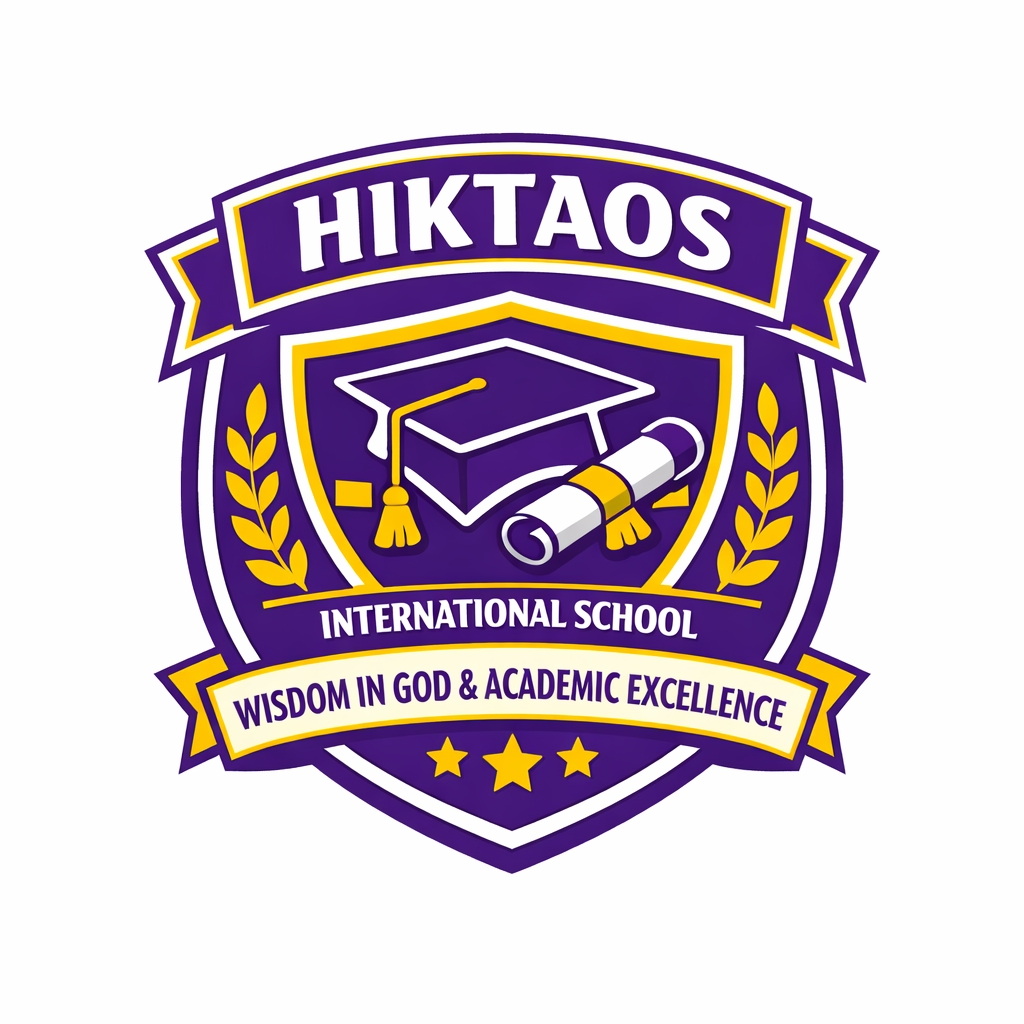 HIKTAOS
INTERNATIONAL SCHOOL
WISDOM IN GOD & ACADEMIC EXCELLENCE